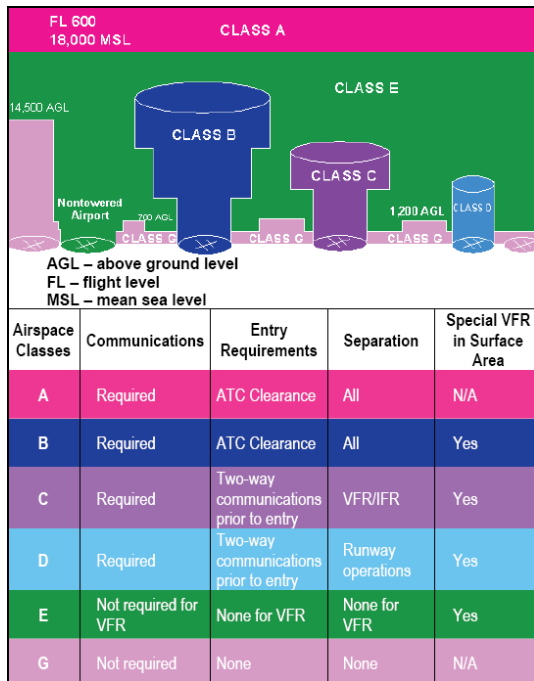 FL 600
18,000 MSL
CLASS A
CLASS E
14,500 AGL
CLASS B
CLASS C
Nontowered
Airport
700 AGL
1,200 AGL
CLASS D
CLASS G
CLASS G
CLASS G
AGL – above ground level
FL – flight level
MSL – mean sea level
Airspace Classes Communications Entry Requirements Separation Special VFR in Surface Area
A Required ATC Clearance All N/A
B Required ATC Clearance All Yes
C Required Two-way communications prior to entry VFR/IFR Yes
D Required Two-way communications prior to entry Runway operations Yes
E Not required for VFR None for VFR None for VFR Yes
G Not required None None N/A